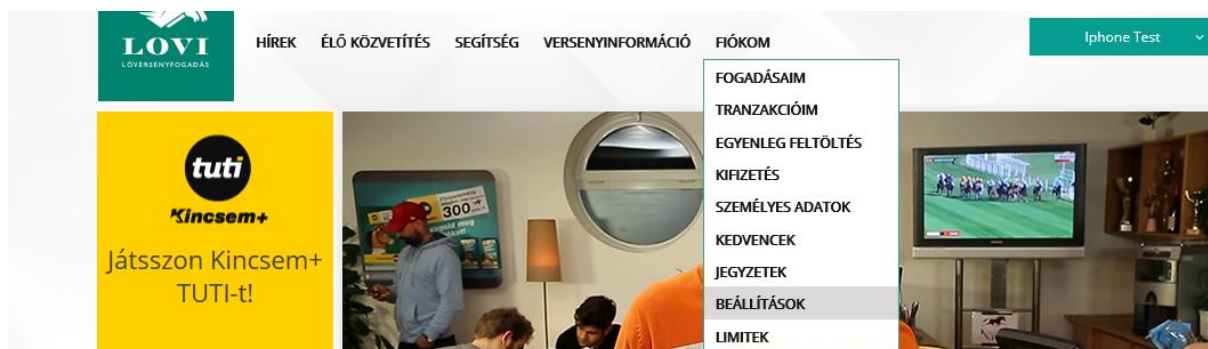 LOVI
LÓVERSENYFOGADÁS
HÍREK ÉLŐ KÖZVETÍTÉS SEGÍTSÉG VERSENYINFORMÁCIÓ FIÓKOM
Iphone Test
FOGADÁSAIM
TRANZAKCIÓIM
EGYENLEG FELTÖLTÉS
KIFIZETÉS
SZEMÉLYES ADATOK
KEDVENCEK
JEGYZETEK
BEÁLLÍTÁSOK
LIMITEK
tuti
Kincsem+
Játsszon Kincsem+
TUTI-t!
300